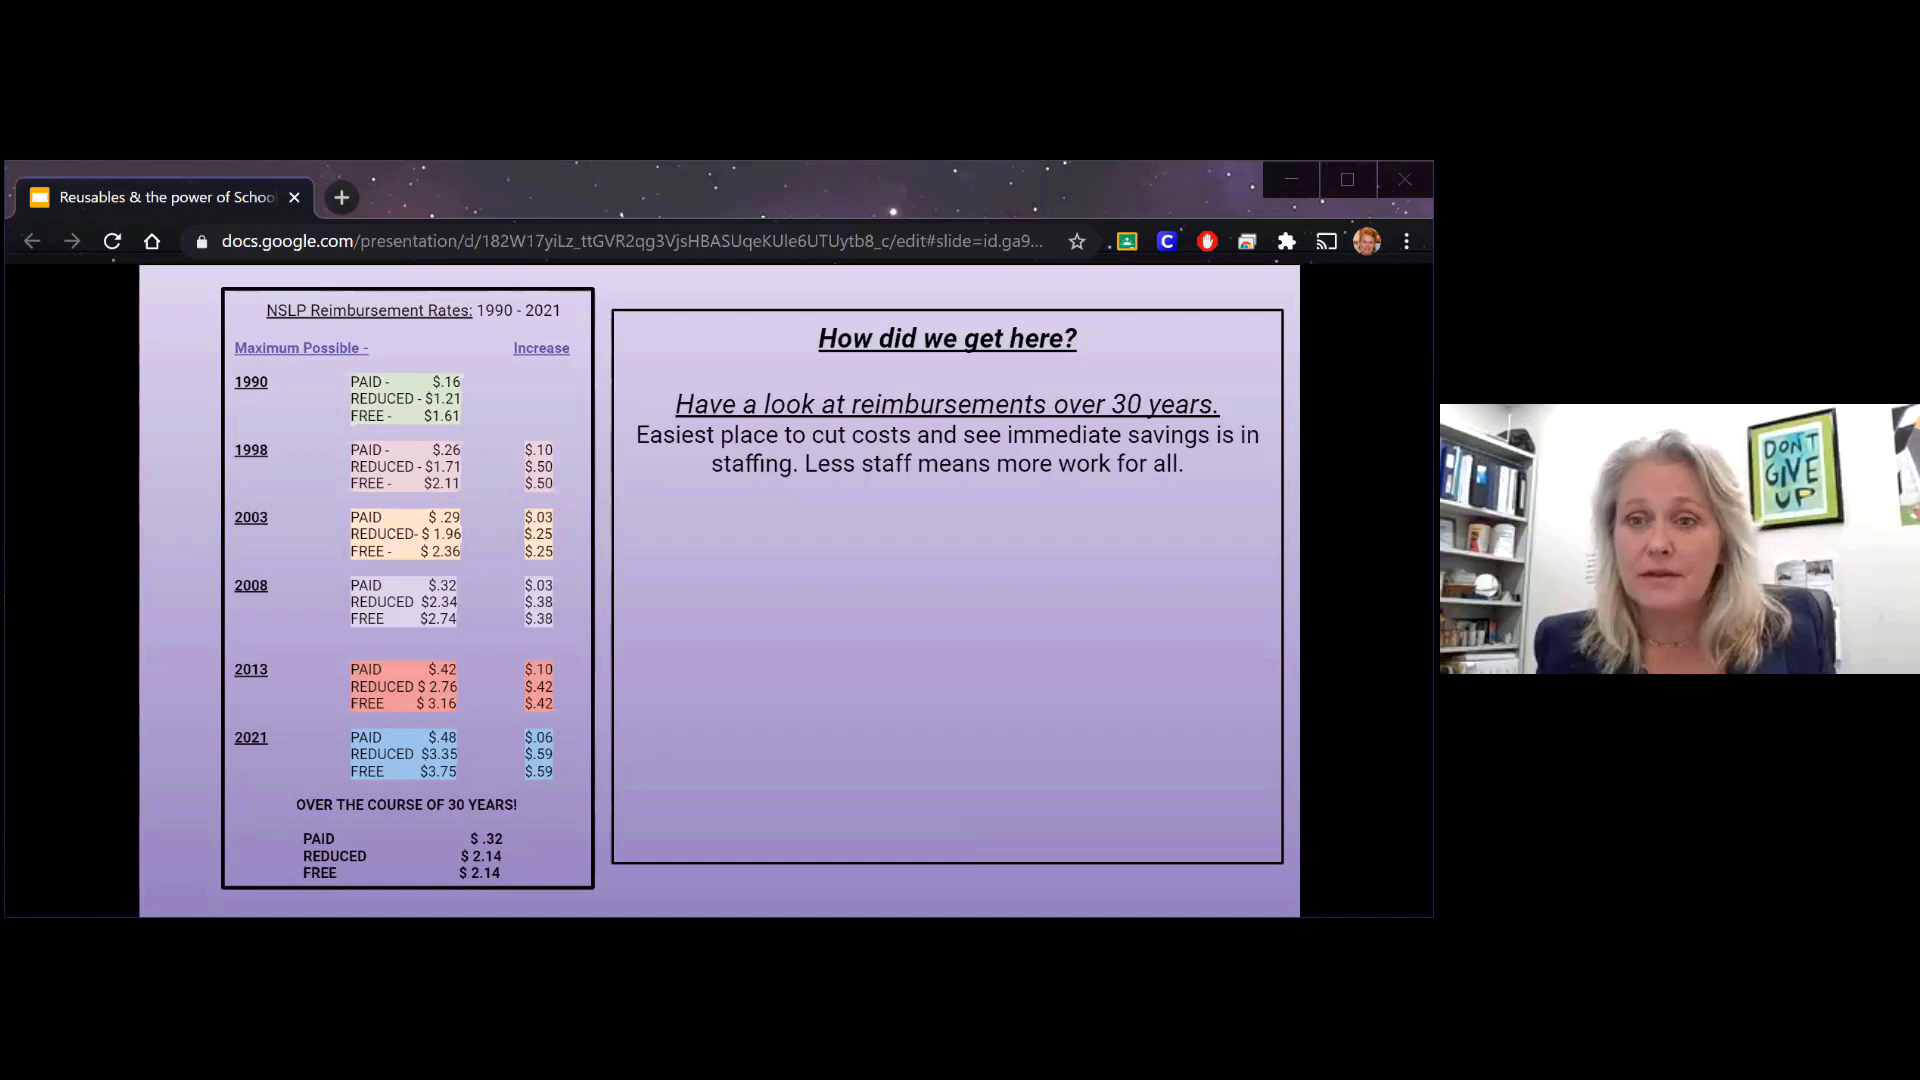 Reusables & the power of Schoo
docs.google.com/presentation/d/182W17yiLz_ttGVR2qg3VjsHBASUqeKUle6UTUytb8_c/edit#slide=id.ga9...
NSLP Reimbursement Rates: 1990 - 2021
Maximum Possible - Increase
1990 PAID - $.16
REDUCED - $1.21
FREE - $1.61
1998 PAID - $.26 $.10
REDUCED - $1.71 $.50
FREE - $2.11 $.50
2003 PAID $ .29 $.03
REDUCED- $ 1.96 $.25
FREE - $ 2.36 $.25
2008 PAID $.32 $.03
REDUCED $2.34 $.38
FREE $2.74 $.38
2013 PAID $.42 $.10
REDUCED $ 2.76 $.42
FREE $ 3.16 $.42
2021 PAID $.48 $.06
REDUCED $3.35 $.59
FREE $3.75 $.59
OVER THE COURSE OF 30 YEARS!
PAID $ .32
REDUCED $ 2.14
FREE $ 2.14
How did we get here?
Have a look at reimbursements over 30 years.
Easiest place to cut costs and see immediate savings is in
staffing. Less staff means more work for all.
DON'T
GIVE
UP